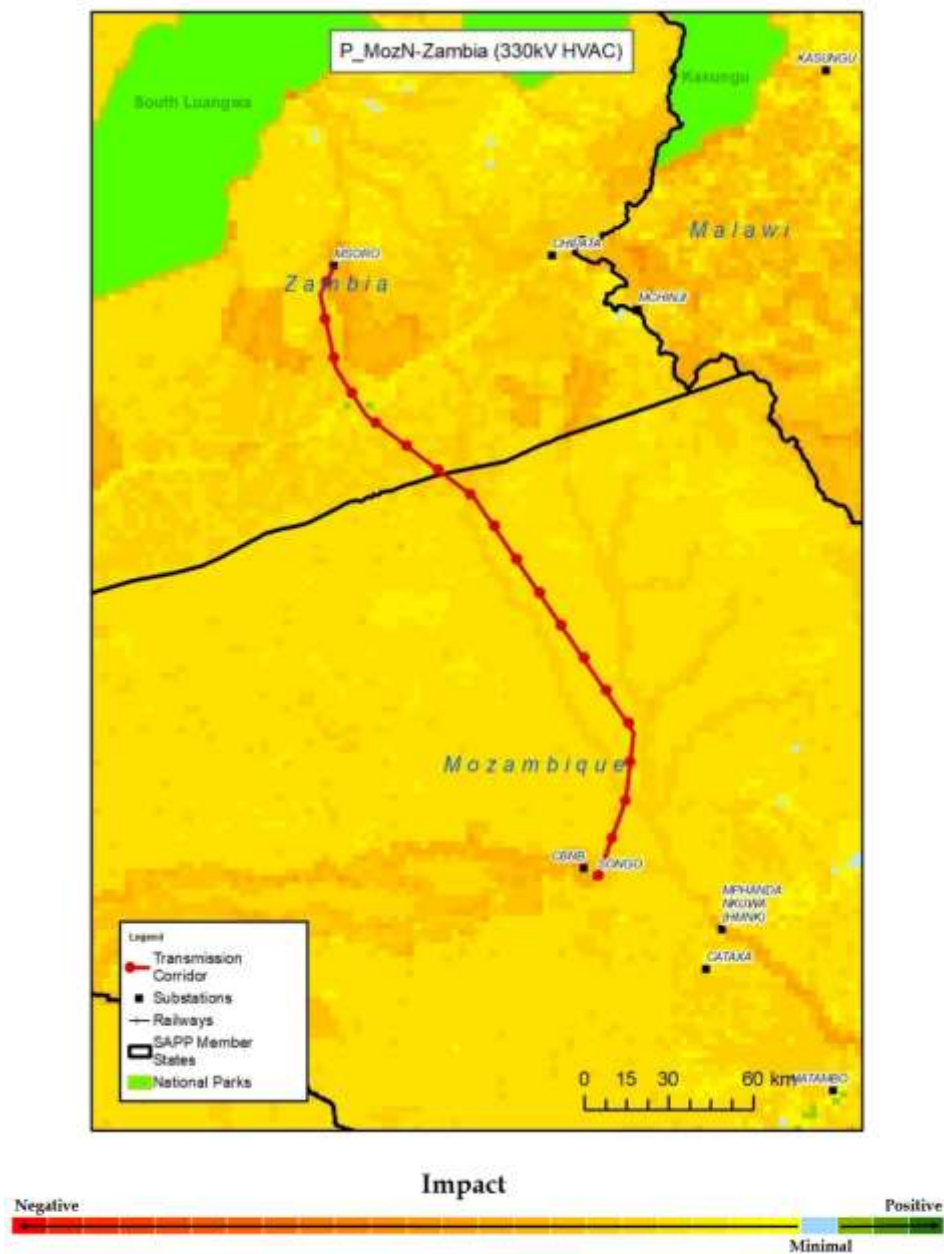 P_MozN-Zambia (330kV HVAC)
KASUNGU
Kasungu
South Luangwa
Malawi
CHIPATA
MSORO
Zambia
MCHINJI
Mozambique
CBNB
SONGO
MPHANDA
NKUWA
(HMNK)
CATAXA
Legend
Transmission
Corridor
Substations
Railways
SAPP Member
States
National Parks
0 15 30 60 km
MATAMBO
Impact
Negative
Positive
Minimal